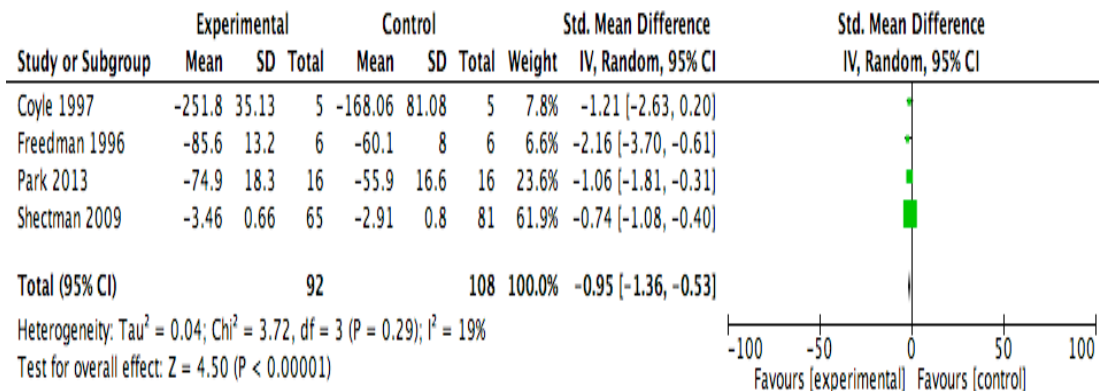 Experimental Control Std. Mean Difference Std. Mean Difference
Study or Subgroup Mean SD Total Mean SD Total Weight IV, Random, 95% CI IV, Random, 95% CI
Coyle 1997 -251.8 35.13 5 -168.06 81.08 5 7.8% -1.21 [-2.63, 0.20]
Freedman 1996 -85.6 13.2 6 -60.1 8 6 6.6% -2.16 [-3.70, -0.61]
Park 2013 -74.9 18.3 16 -55.9 16.6 16 23.6% -1.06 [-1.81, -0.31]
Shectman 2009 -3.46 0.66 65 -2.91 0.8 81 61.9% -0.74 [-1.08, -0.40]
Total (95% CI) 92 108 100.0% -0.95 [-1.36, -0.53]
Heterogeneity: Tau² = 0.04; Chi² = 3.72, df = 3 (P = 0.29); I² = 19%
Test for overall effect: Z = 4.50 (P < 0.00001)
-100 -50 0 50 100
Favours [experimental] Favours [control]